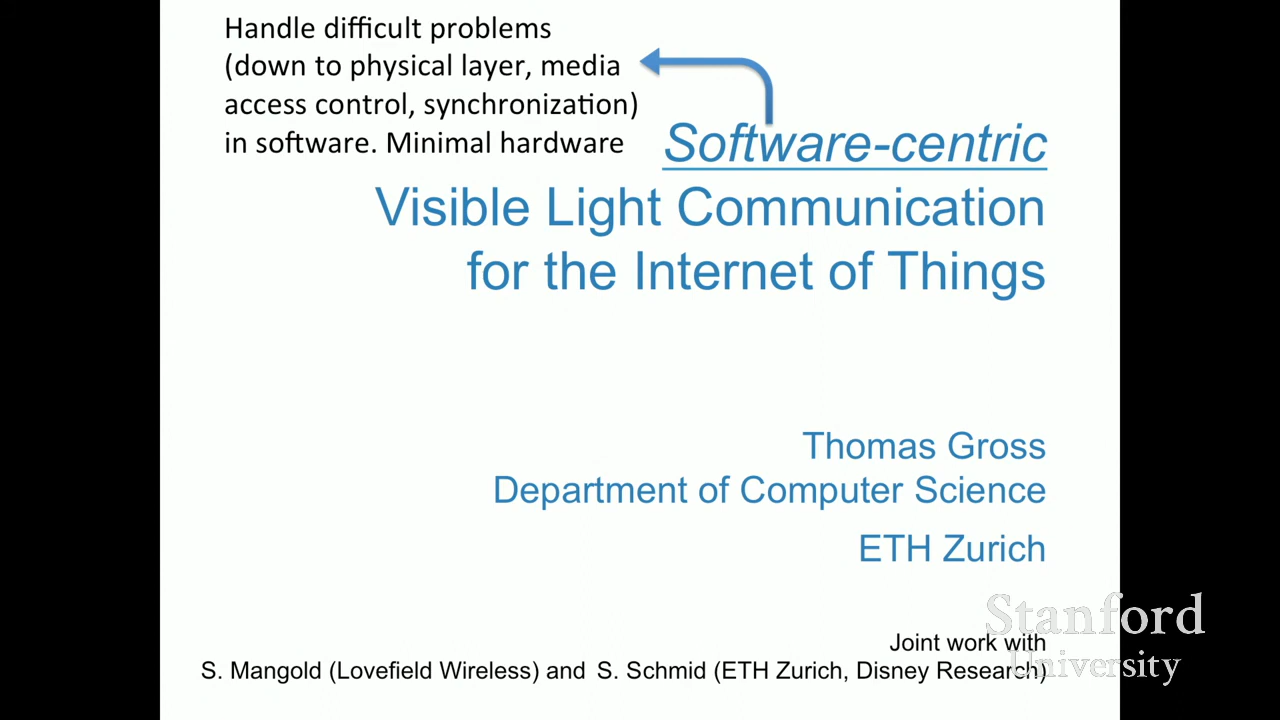 Handle difficult problems
(down to physical layer, media
access control, synchronization)
in software. Minimal hardware
Software-centric
Visible Light Communication
for the Internet of Things
Thomas Gross
Department of Computer Science
ETH Zurich
Joint work with
S. Mangold (Lovefield Wireless) and S. Schmid (ETH Zurich, Disney Research)
Stanford
University